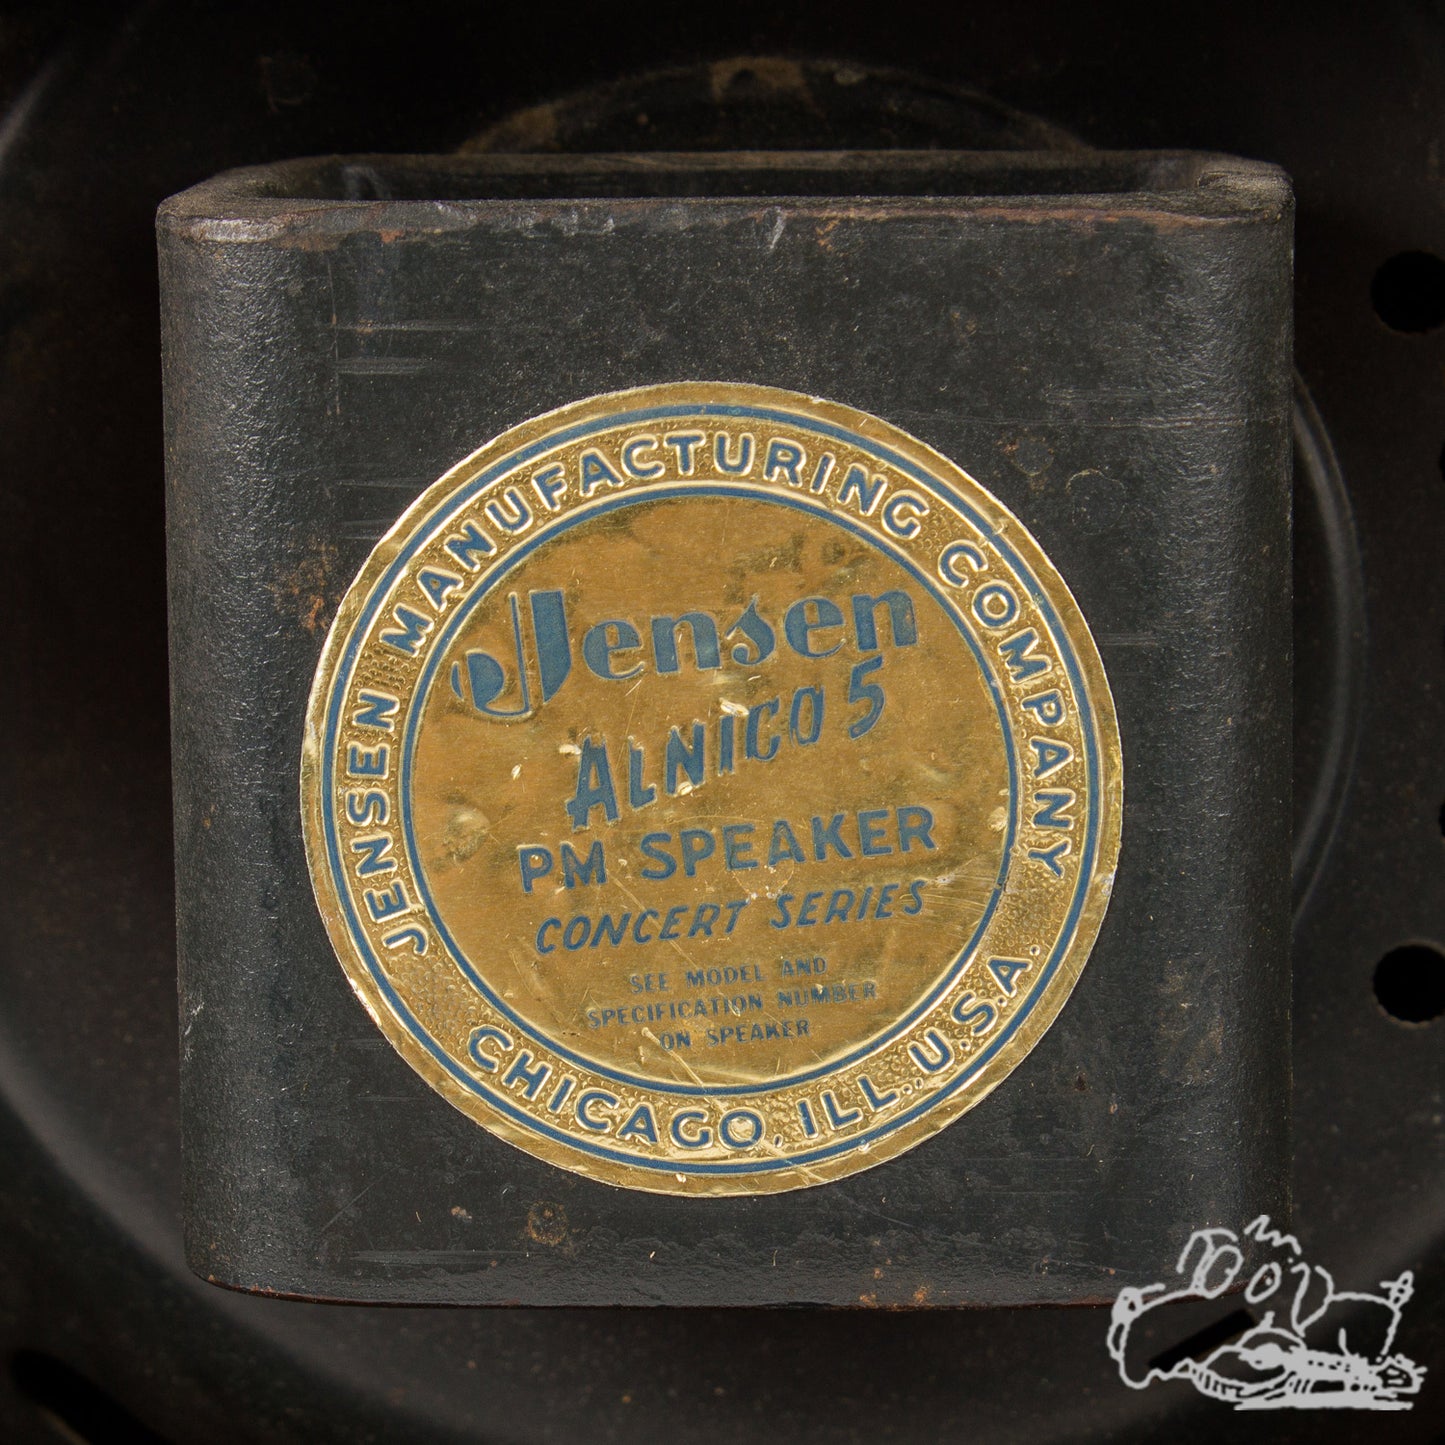 JENSEN MANUFACTURING COMPANY
Jensen
ALNICO 5
PM SPEAKER
CONCERT SERIES
SEE MODEL AND
SPECIFICATION NUMBER
ON SPEAKER
CHICAGO, ILL., U.S.A.